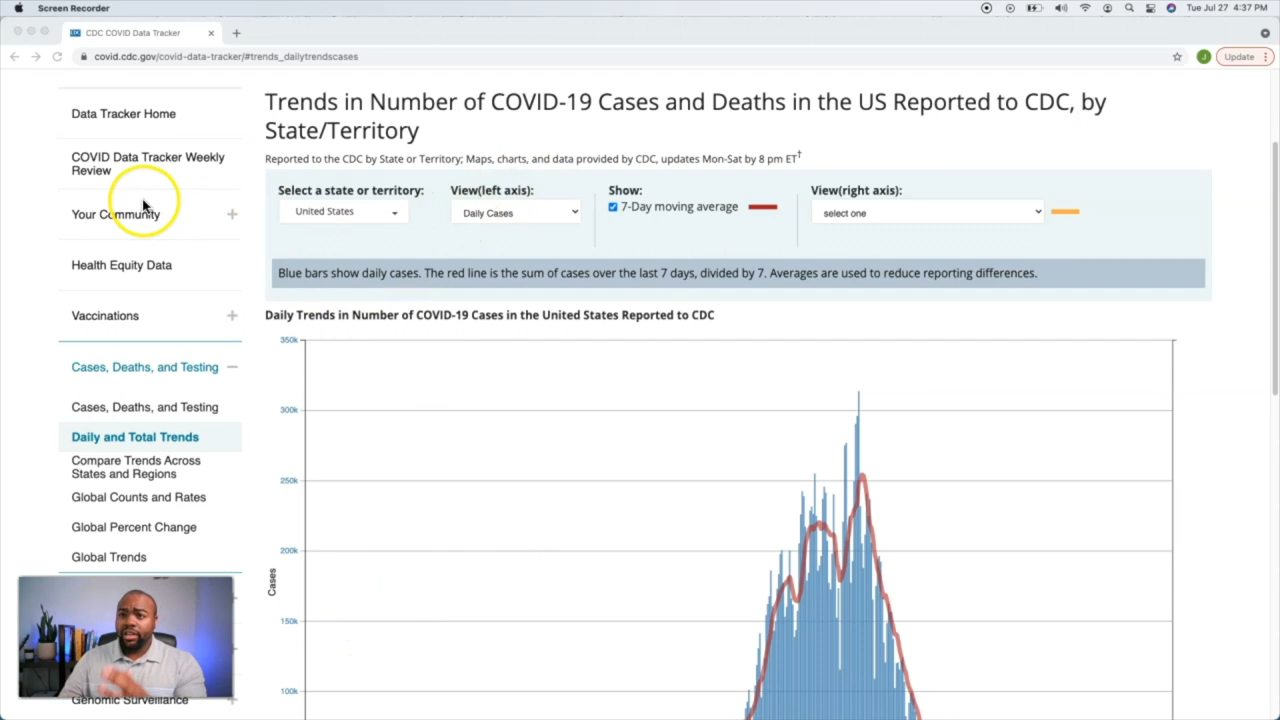 Screen Recorder
Tue Jul 27 4:37 PM
CDC COVID Data Tracker
covid.cdc.gov/covid-data-tracker/#trends_dailytrendscases
J
Update
Data Tracker Home
COVID Data Tracker Weekly
Review
Your Community
Health Equity Data
Vaccinations
Cases, Deaths, and Testing
Cases, Deaths, and Testing
Daily and Total Trends
Compare Trends Across
States and Regions
Global Counts and Rates
Global Percent Change
Global Trends
Genomic Surveillance
Trends in Number of COVID-19 Cases and Deaths in the US Reported to CDC, by
State/Territory
Reported to the CDC by State or Territory; Maps, charts, and data provided by CDC, updates Mon-Sat by 8 pm ET†
Select a state or territory:
United States
View(left axis):
Daily Cases
Show:
7-Day moving average
View(right axis):
select one
Blue bars show daily cases. The red line is the sum of cases over the last 7 days, divided by 7. Averages are used to reduce reporting differences.
Daily Trends in Number of COVID-19 Cases in the United States Reported to CDC
350k
300k
250k
200k
150k
100k
Cases